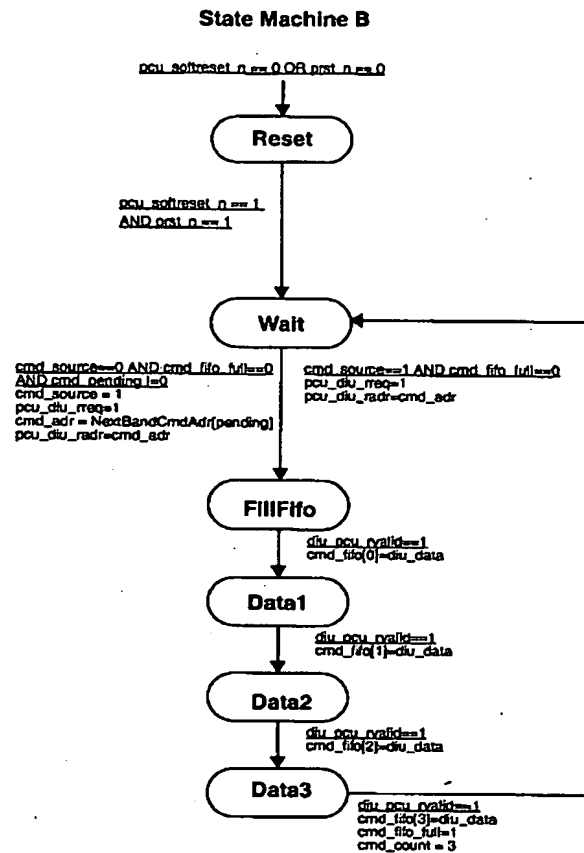 State Machine B
pcu_softreset_n == 0 OR prst_n == 0
Reset
pcu_softreset_n == 1
AND prst_n == 1
Wait
cmd_source==0 AND cmd_fifo_full==0
AND cmd_pending !=0
cmd_source = 1
pcu_diu_rreq=1
cmd_adr = NextBandCmdAdr[pending]
pcu_diu_radr=cmd_adr
cmd_source==1 AND cmd_fifo_full==0
pcu_diu_rreq=1
pcu_diu_radr=cmd_adr
FillFifo
diu_pcu_rvalid==1
cmd_fifo[0]=diu_data
Data1
diu_pcu_rvalid==1
cmd_fifo[1]=diu_data
Data2
diu_pcu_rvalid==1
cmd_fifo[2]=diu_data
Data3
diu_pcu_rvalid==1
cmd_fifo[3]=diu_data
cmd_fifo_full=1
cmd_count = 3